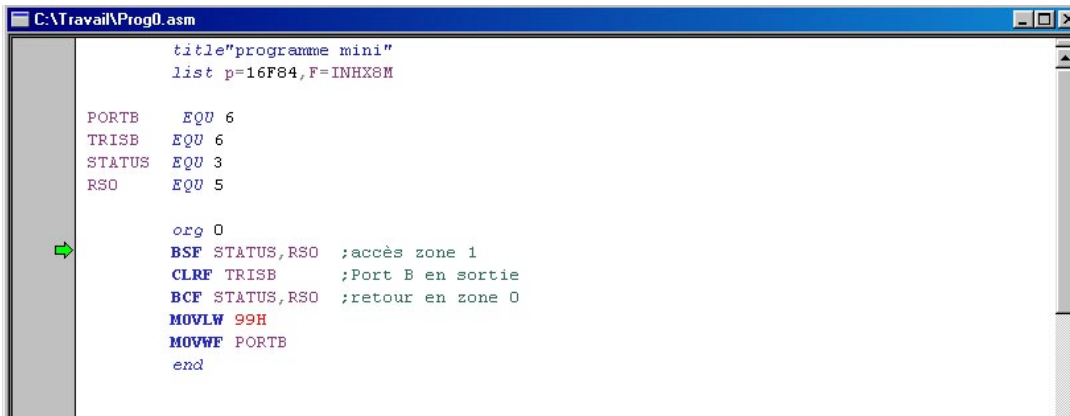 C:\Travail\Prog0.asm
title"programme mini"
list p=16F84,F=INHX8M
PORTB EQU 6
TRISB EQU 6
STATUS EQU 3
RS0 EQU 5
org 0
BSF STATUS,RS0 ;accès zone 1
CLRF TRISB ;Port B en sortie
BCF STATUS,RS0 ;retour en zone 0
MOVLW 99H
MOVWF PORTB
end